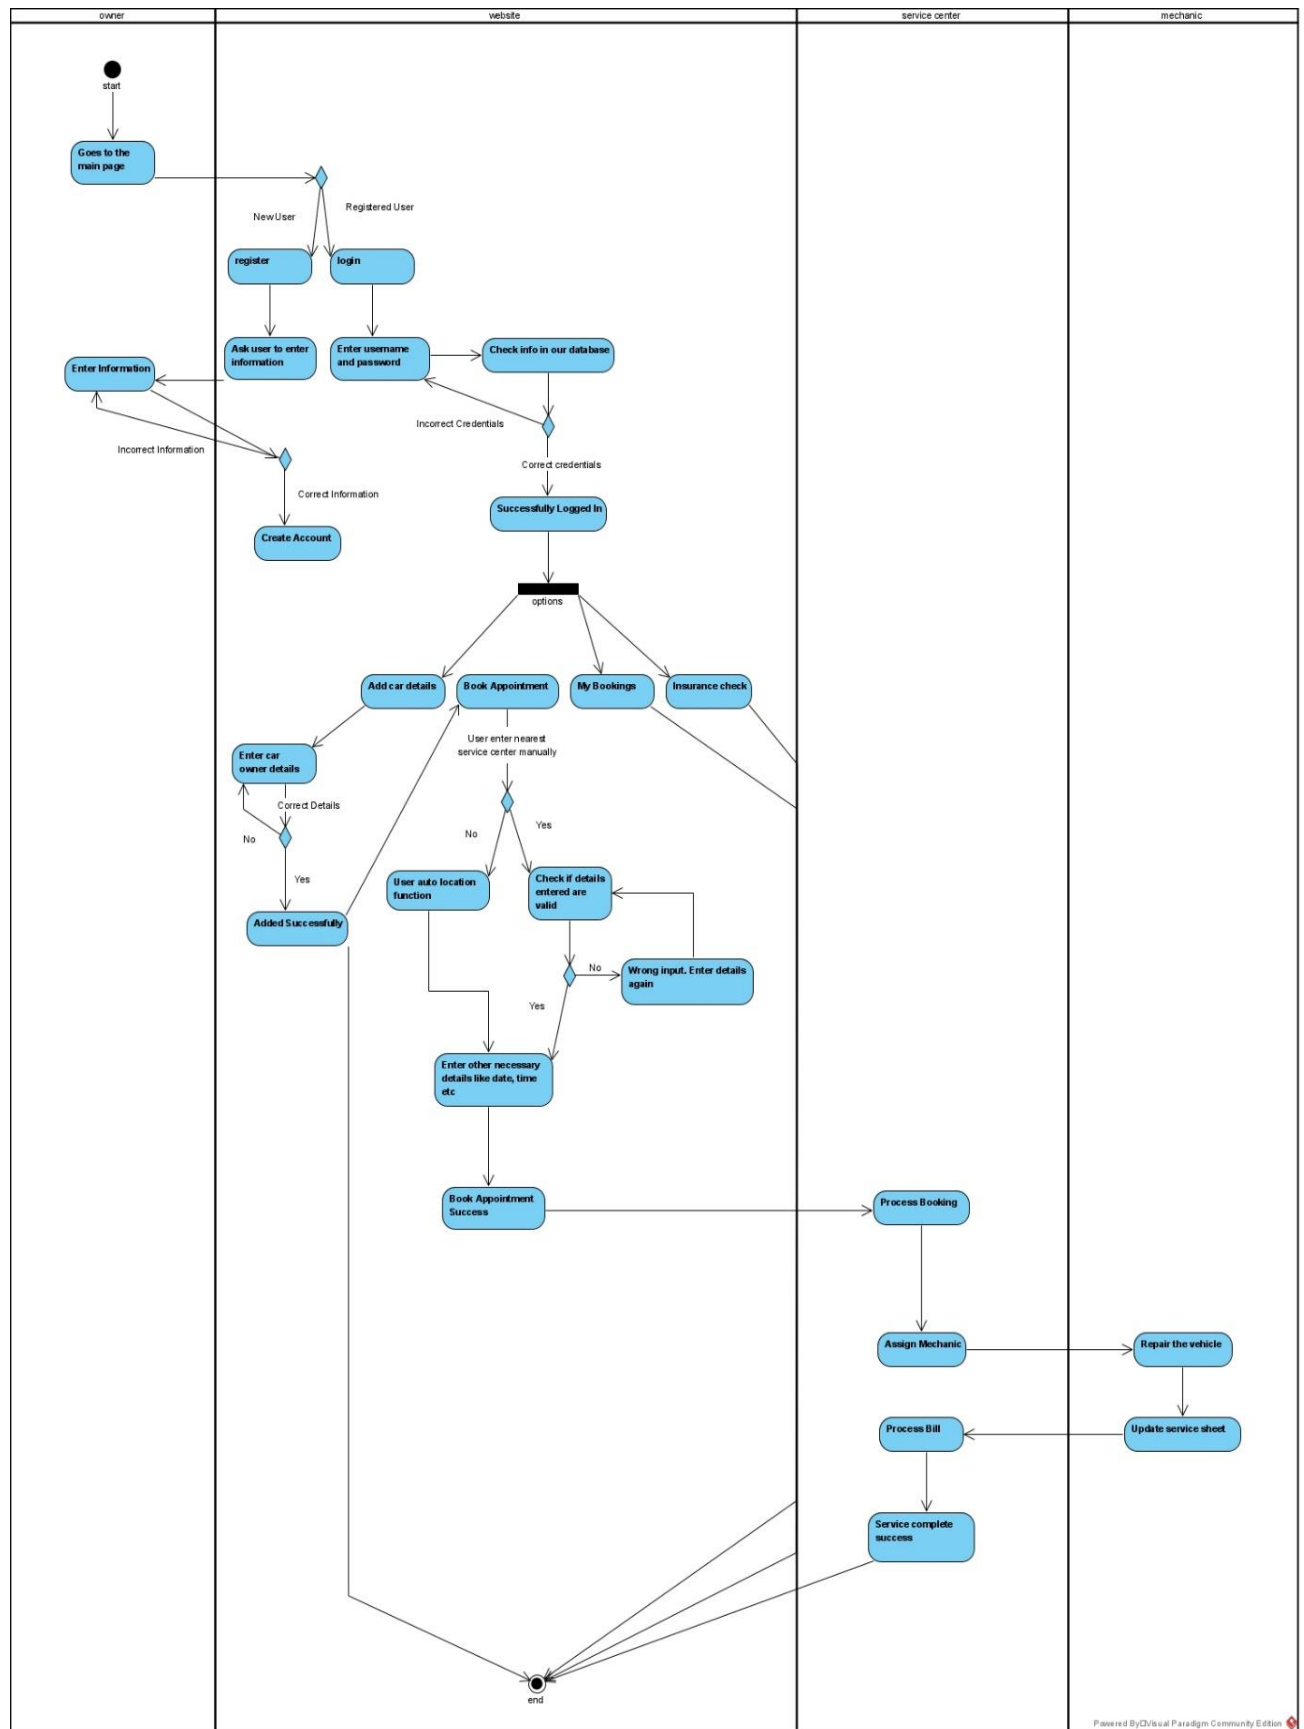 owner
website
service center
mechanic
start
Goes to the
main page
New User
Registered User
register
login
Ask user to enter
information
Enter username
and password
Check info in our database
Enter Information
Incorrect Credentials
Incorrect Information
Correct credentials
Correct Information
Successfully Logged In
Create Account
options
Add car details
Book Appointment
My Bookings
Insurance check
User enter nearest
service center manually
Enter car
owner details
Correct Details
No
Yes
No
Yes
User auto location
function
Check if details
entered are
valid
Added Successfully
No
Wrong input. Enter details
again
Yes
Enter other necessary
details like date, time
etc
Book Appointment
Success
Process Booking
Assign Mechanic
Repair the vehicle
Process Bill
Update service sheet
Service complete
success
end
Powered By Visual Paradigm Community Edition